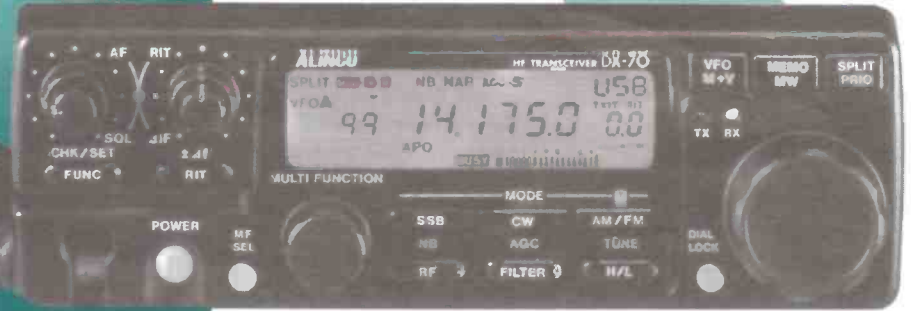 AF RIT
SQL ΔIF
CHK/SET
FUNC RIT
POWER
MF
SEL
ALINCO HF TRANSCEIVER DX-70
SPLIT NB NAR USB
VFOA
99 14.175.0 0.0
APO
BUSY
MULTI FUNCTION
MODE
SSB CW AM/FM
NB AGC TUNE
RF FILTER H/L
VFO MEMO SPLIT
M▸V MW PRIO
TX RX
DIAL
LOCK